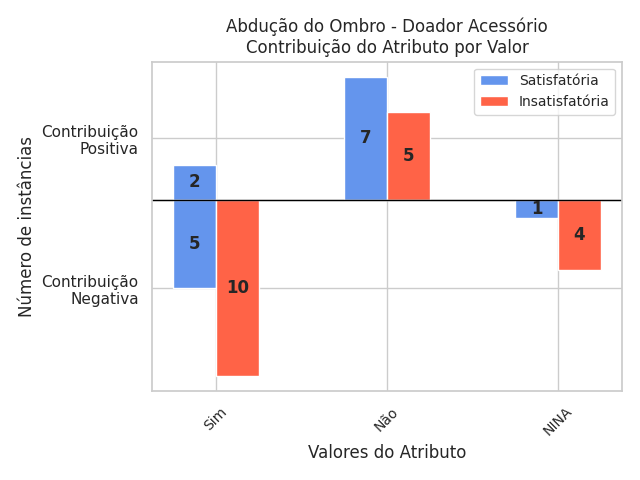 Abdução do Ombro - Doador Acessório
Contribuição do Atributo por Valor
Satisfatória
Insatisfatória
Número de instâncias
Contribuição
Positiva
Contribuição
Negativa
2
5
10
7
5
1
4
Sim
Não
NINA
Valores do Atributo